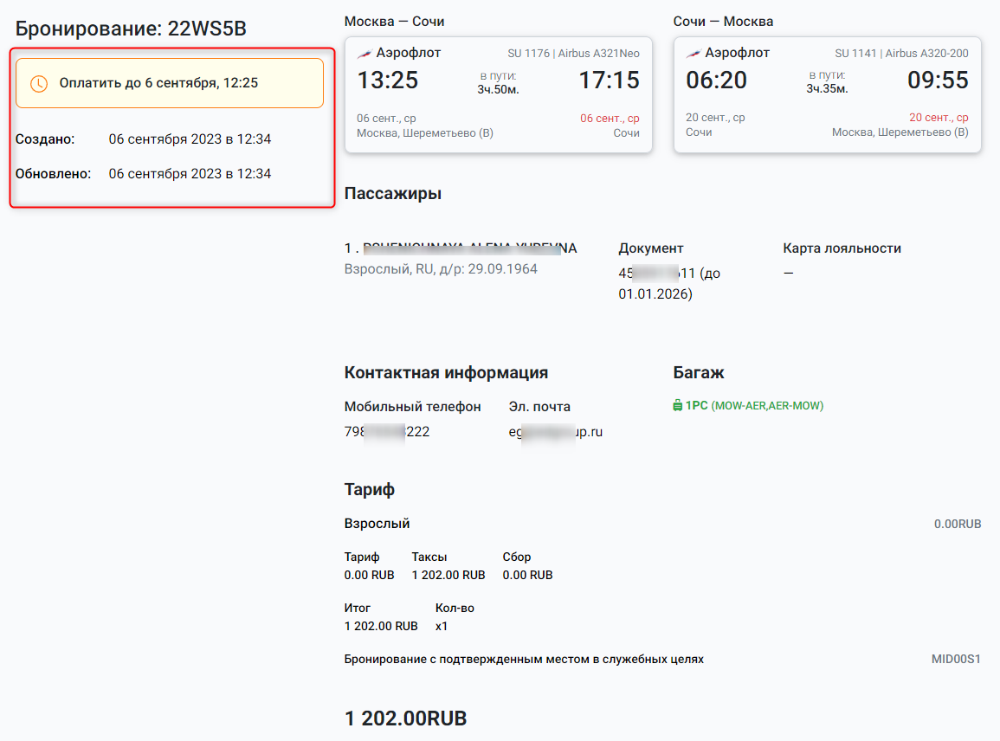 Бронирование: 22WS5B
Оплатить до 6 сентября, 12:25
Создано: 06 сентября 2023 в 12:34
Обновлено: 06 сентября 2023 в 12:34
Москва — Сочи
Аэрофлот SU 1176 | Airbus A321Neo
13:25 в пути: 17:15
3ч.50м.
06 сент., ср 06 сент., ср
Москва, Шереметьево (B) Сочи
Сочи — Москва
Аэрофлот SU 1141 | Airbus A320-200
06:20 в пути: 09:55
3ч.35м.
20 сент., ср 20 сент., ср
Сочи Москва, Шереметьево (B)
Пассажиры
1 .
Взрослый, RU, д/р: 29.09.1964
Документ
45 11 (до
01.01.2026)
Карта лояльности
—
Контактная информация
Мобильный телефон
798 222
Эл. почта
eg up.ru
Багаж
1PC (MOW-AER,AER-MOW)
Тариф
Взрослый 0.00RUB
Тариф Таксы Сбор
0.00 RUB 1 202.00 RUB 0.00 RUB
Итог Кол-во
1 202.00 RUB x1
Бронирование с подтвержденным местом в служебных целях MID00S1
1 202.00RUB